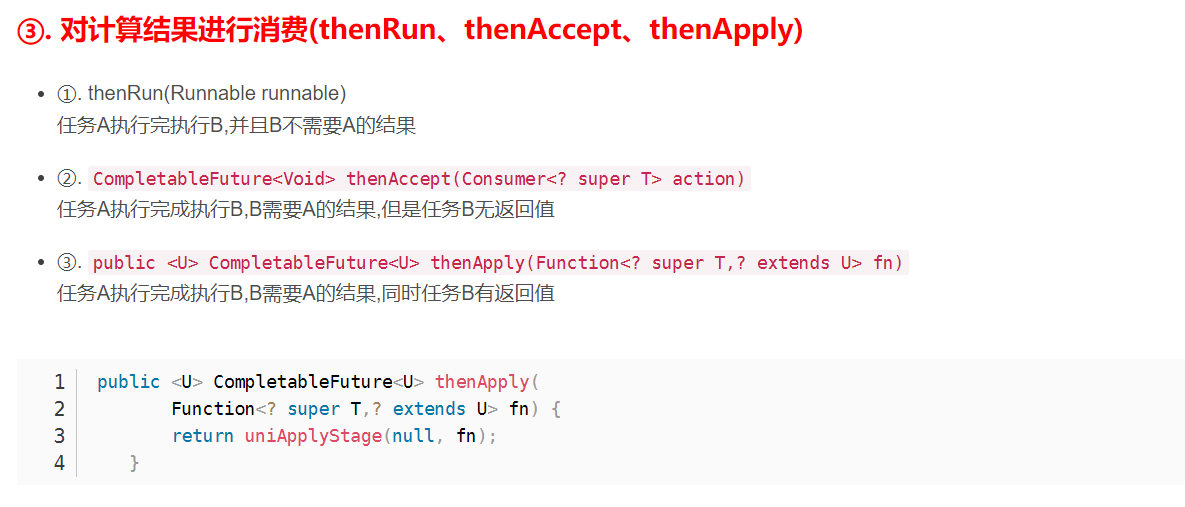 ③. 对计算结果进行消费(thenRun、thenAccept、thenApply)
• ①. thenRun(Runnable runnable)
任务A执行完执行B,并且B不需要A的结果
• ②. CompletableFuture<Void> thenAccept(Consumer<? super T> action)
任务A执行完成执行B,B需要A的结果,但是任务B无返回值
• ③. public <U> CompletableFuture<U> thenApply(Function<? super T,? extends U> fn)
任务A执行完成执行B,B需要A的结果,同时任务B有返回值
1 public <U> CompletableFuture<U> thenApply(
2 Function<? super T,? extends U> fn) {
3 return uniApplyStage(null, fn);
4 }